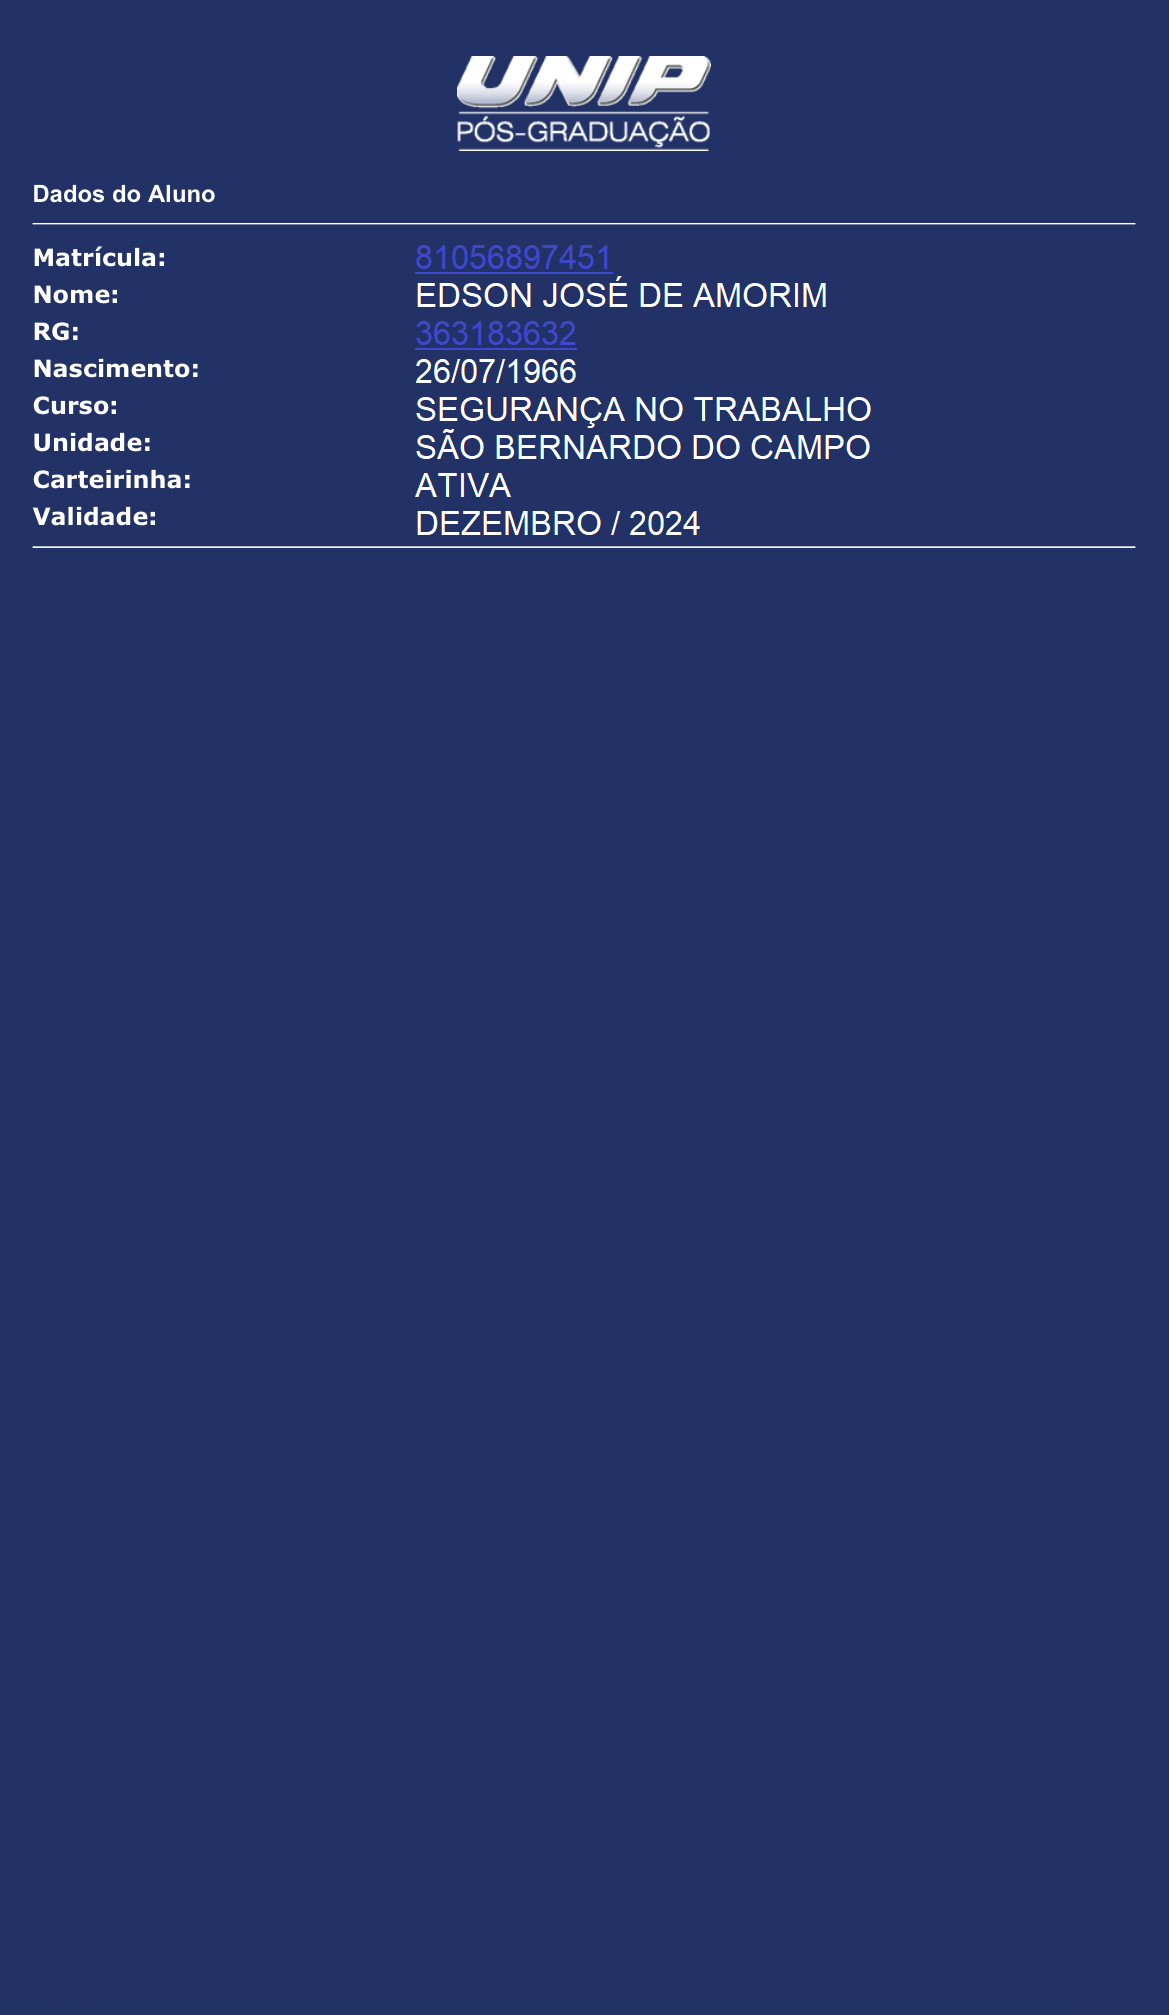 UNIP
PÓS-GRADUAÇÃO
Dados do Aluno
Matrícula: 81056897451
Nome: EDSON JOSÉ DE AMORIM
RG: 363183632
Nascimento: 26/07/1966
Curso: SEGURANÇA NO TRABALHO
Unidade: SÃO BERNARDO DO CAMPO
Carteirinha: ATIVA
Validade: DEZEMBRO / 2024